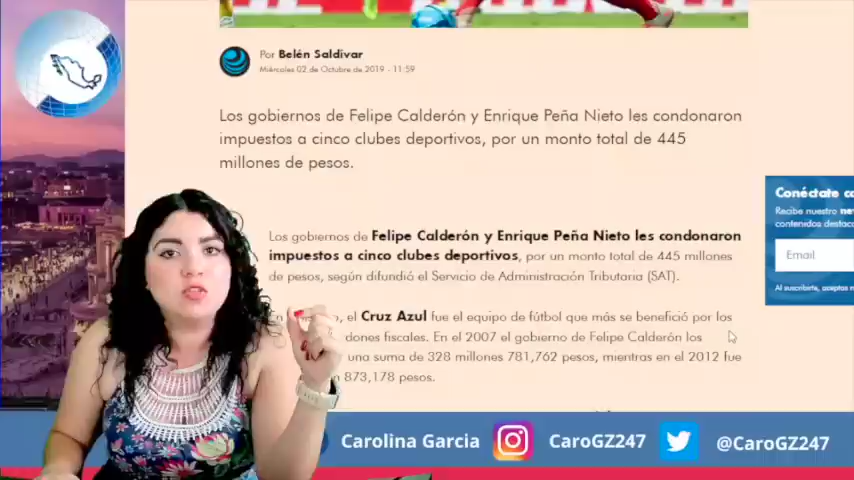 Por Belén Saldívar
Miércoles 02 de Octubre de 2019 - 11:59
Los gobiernos de Felipe Calderón y Enrique Peña Nieto les condonaron
impuestos a cinco clubes deportivos, por un monto total de 445
millones de pesos.
Conéctate
Recibe nuestro
contenidos
Los gobiernos de Felipe Calderón y Enrique Peña Nieto les condonaron
impuestos a cinco clubes deportivos, por un monto total de 445 millones
de pesos, según difundió el Servicio de Administración Tributaria (SAT).
Email
Al suscribirte, aceptas
el Cruz Azul fue el equipo de fútbol que más se benefició por los
dones fiscales. En el 2007 el gobierno de Felipe Calderón los
una suma de 328 millones 781,762 pesos, mientras en el 2012 fue
873,178 pesos.
Carolina Garcia
CaroGZ247
@CaroGZ247